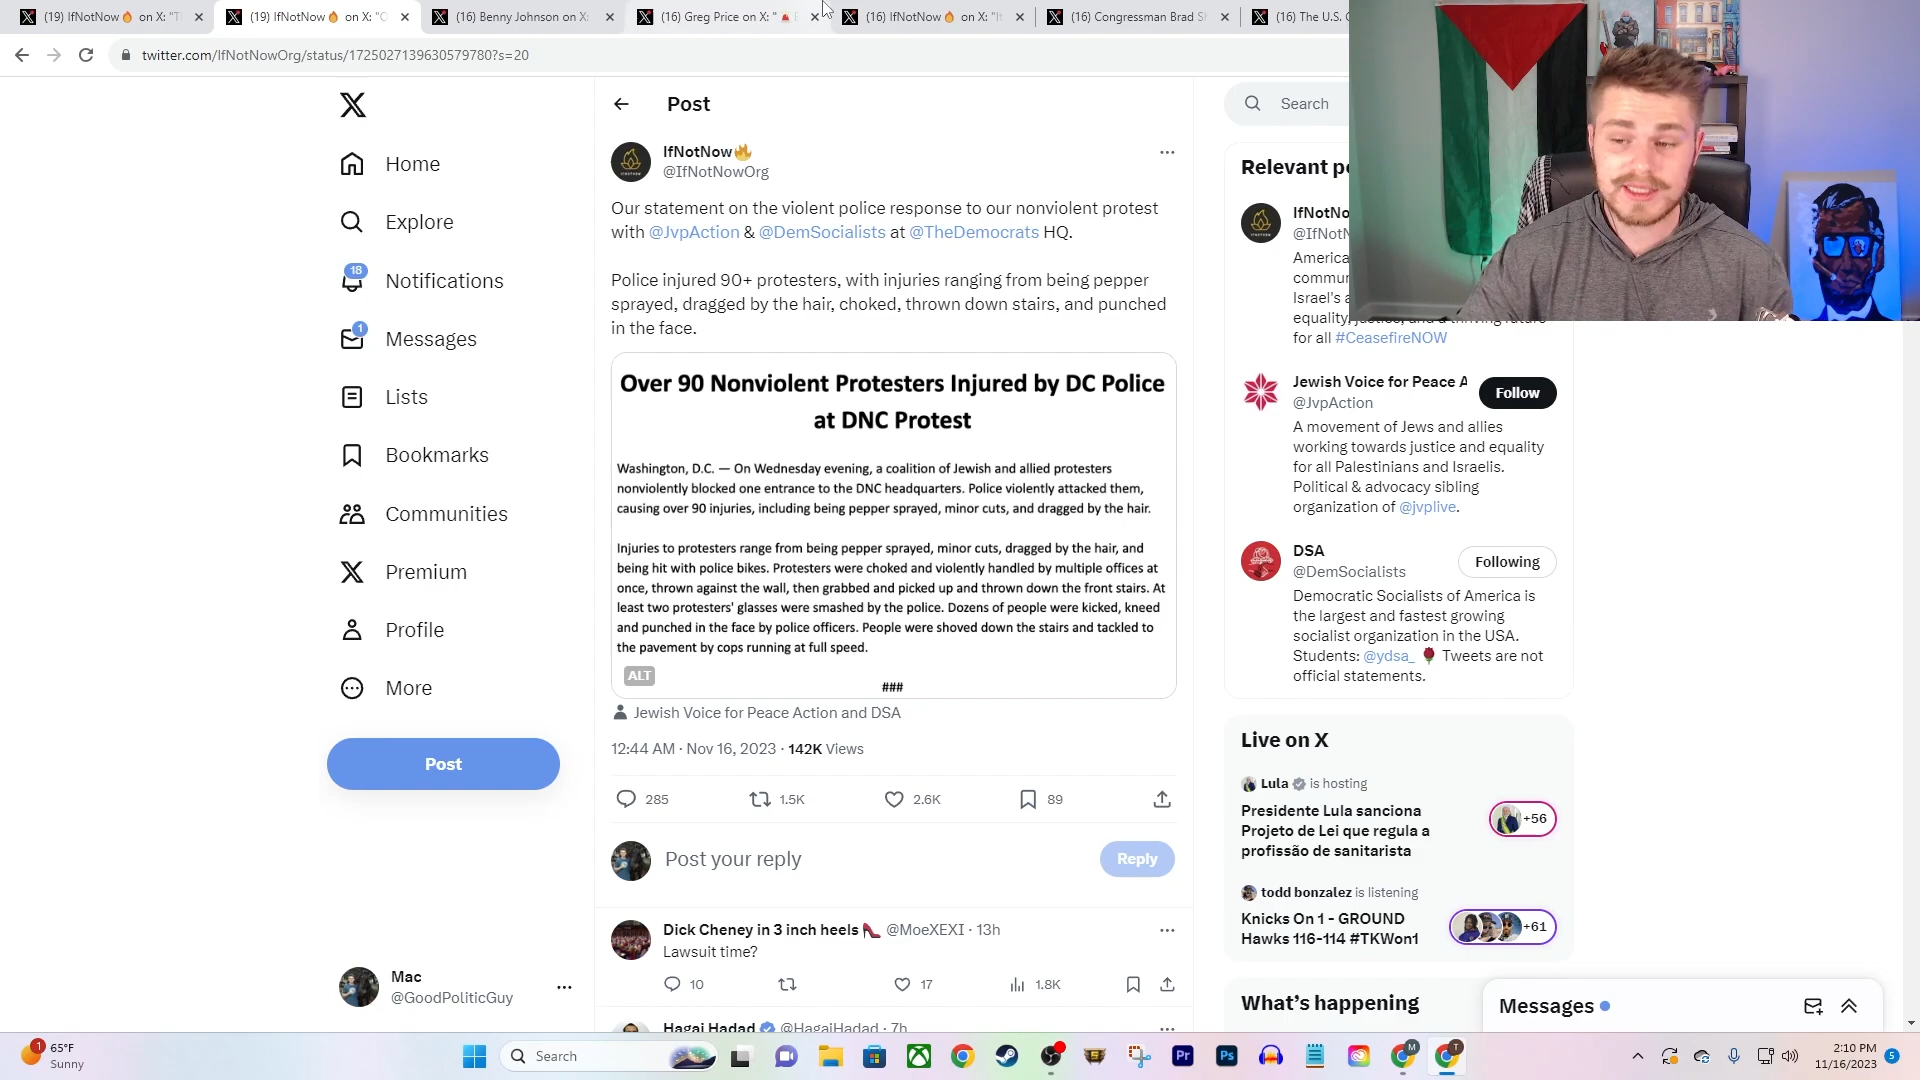 (19) IfNotNow🔥 on X: "T
(19) IfNotNow🔥 on X: "O
(16) Benny Johnson on X:
(16) Greg Price on X: "🚨
(16) IfNotNow🔥 on X: "It
(16) Congressman Brad Sh
(16) The U.S. C
twitter.com/IfNotNowOrg/status/1725027139630579780?s=20
Home
Explore
18
Notifications
1
Messages
Lists
Bookmarks
Communities
Premium
Profile
More
Post
Mac
@GoodPoliticGuy
Post
IfNotNow🔥
@IfNotNowOrg
Our statement on the violent police response to our nonviolent protest
with @JvpAction & @DemSocialists at @TheDemocrats HQ.
Police injured 90+ protesters, with injuries ranging from being pepper
sprayed, dragged by the hair, choked, thrown down stairs, and punched
in the face.
Over 90 Nonviolent Protesters Injured by DC Police
at DNC Protest
Washington, D.C. — On Wednesday evening, a coalition of Jewish and allied protesters
nonviolently blocked one entrance to the DNC headquarters. Police violently attacked them,
causing over 90 injuries, including being pepper sprayed, minor cuts, and dragged by the hair.
Injuries to protesters range from being pepper sprayed, minor cuts, dragged by the hair, and
being hit with police bikes. Protesters were choked and violently handled by multiple offices at
once, thrown against the wall, then grabbed and picked up and thrown down the front stairs. At
least two protesters' glasses were smashed by the police. Dozens of people were kicked, kneed
and punched in the face by police officers. People were shoved down the stairs and tackled to
the pavement by cops running at full speed.
ALT
###
Jewish Voice for Peace Action and DSA
12:44 AM · Nov 16, 2023 · 142K Views
285 1.5K 2.6K 89
Post your reply
Reply
Dick Cheney in 3 inch heels👠 @MoeXEXI · 13h
Lawsuit time?
10 17 1.8K
Hagai Hadad @HagaiHadad · 7h
Search
Relevant pe
IfNotNo
@IfNotN
America
commun
Israel's a
equality, justice, and a thriving future
for all #CeasefireNOW
Jewish Voice for Peace A
@JvpAction
Follow
A movement of Jews and allies
working towards justice and equality
for all Palestinians and Israelis.
Political & advocacy sibling
organization of @jvplive.
DSA
@DemSocialists
Following
Democratic Socialists of America is
the largest and fastest growing
socialist organization in the USA.
Students: @ydsa_ 🌹 Tweets are not
official statements.
Live on X
Lula is hosting
Presidente Lula sanciona
Projeto de Lei que regula a
profissão de sanitarista
+56
todd bonzalez is listening
Knicks On 1 - GROUND
Hawks 116-114 #TKWon1
+61
What's happening
Messages
1
65°F
Sunny
Search
Pr
Ps
M
T
2:10 PM
11/16/2023
5